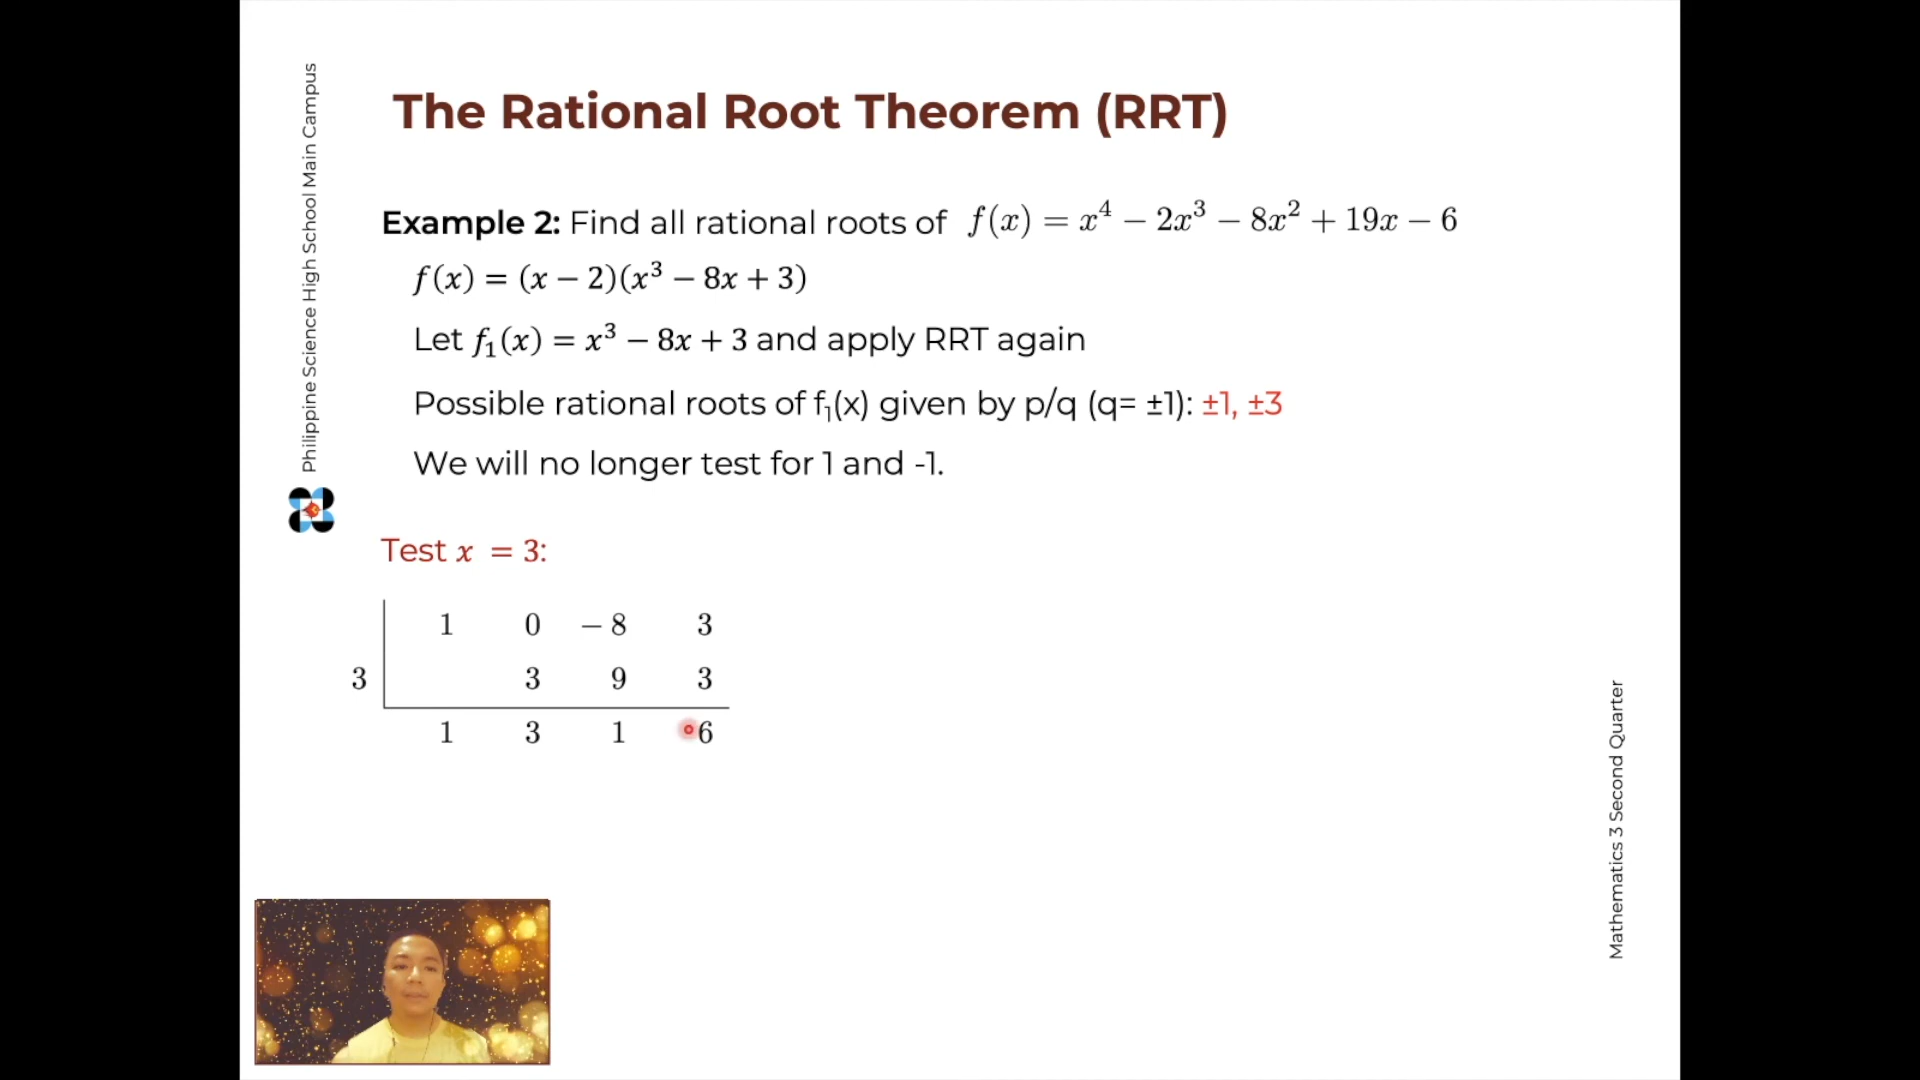 Philippine Science High School Main Campus
The Rational Root Theorem (RRT)
Example 2: Find all rational roots of f(x) = x⁴ − 2x³ − 8x² + 19x − 6
f(x) = (x − 2)(x³ − 8x + 3)
Let f₁(x) = x³ − 8x + 3 and apply RRT again
Possible rational roots of f₁(x) given by p/q (q= ±1): ±1, ±3
We will no longer test for 1 and -1.
Test x = 3:
1 0 − 8 3
3 3 9 3
1 3 1 6
Mathematics 3 Second Quarter